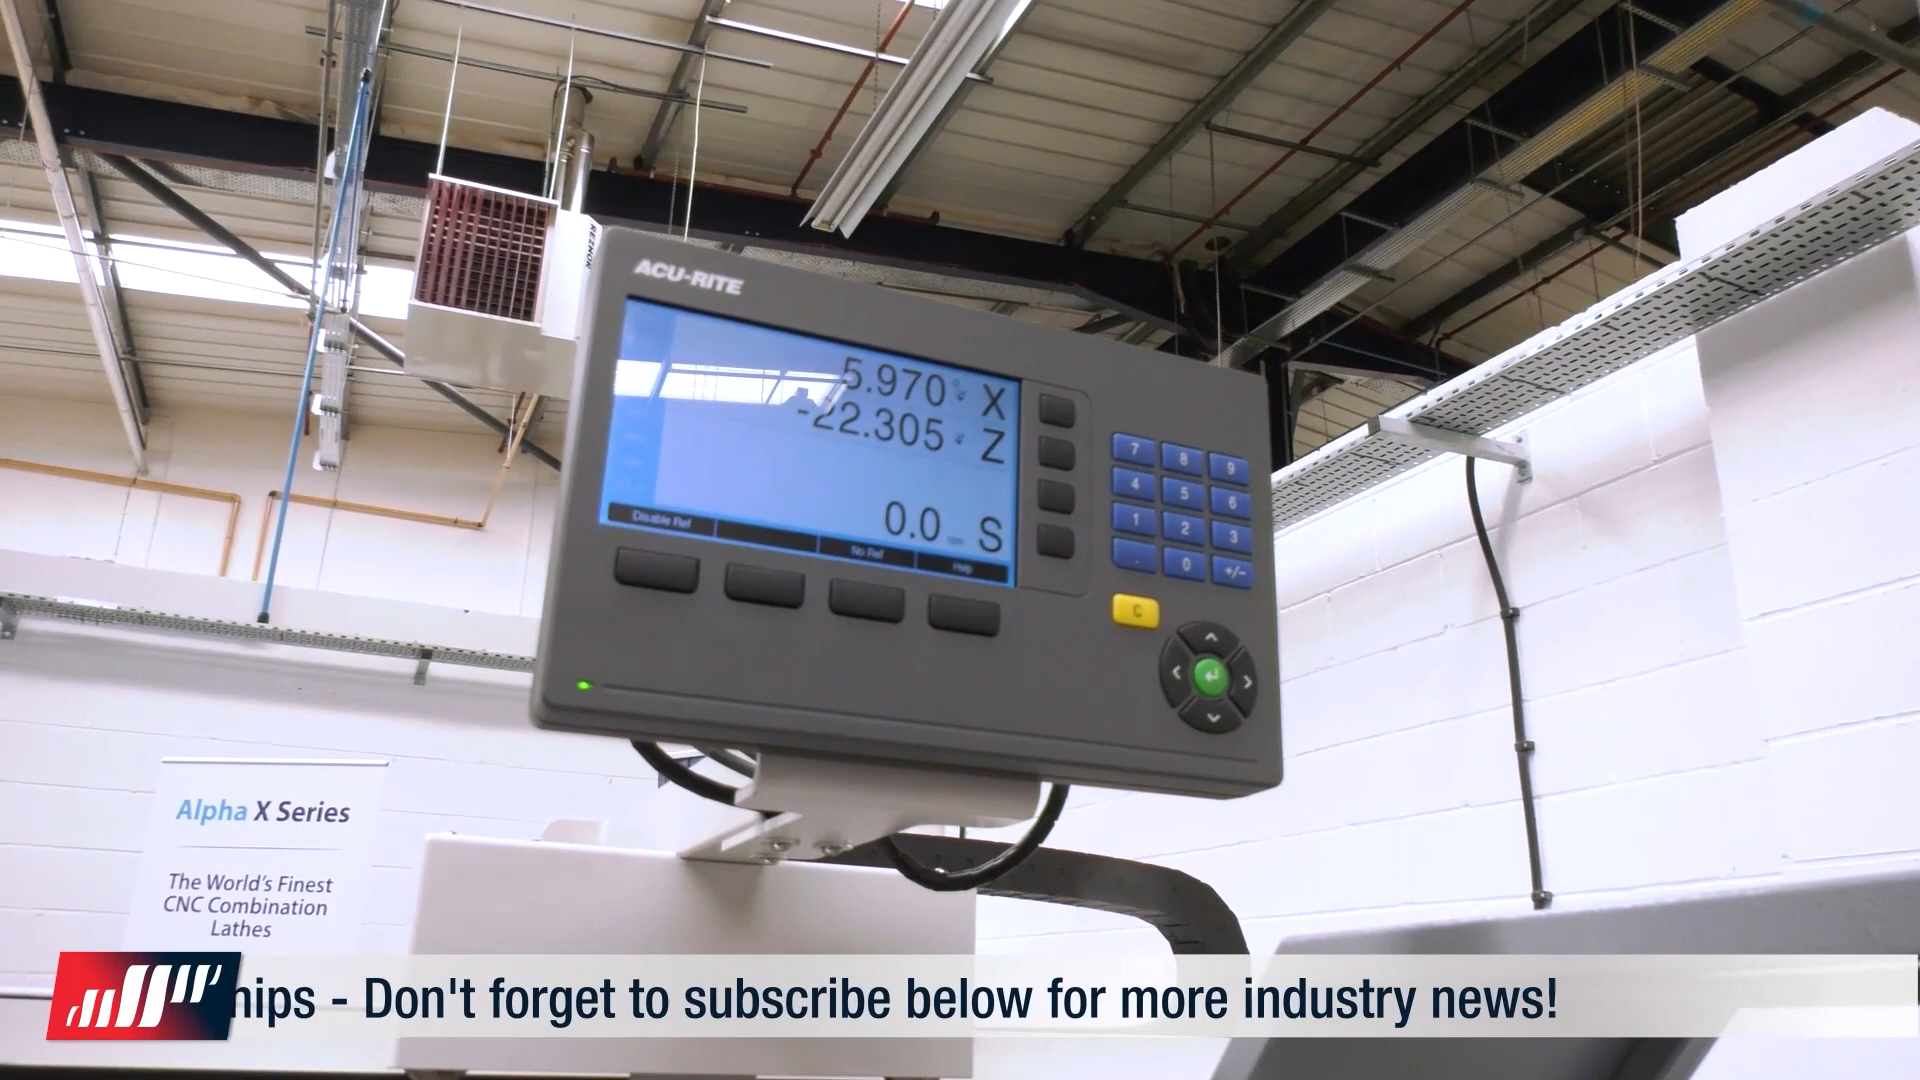 REZNOR
ACU-RITE
5.970 X
-22.305 Z
0.0 S
Disable Ref
No Ref
Help
7 8 9
4 5 6
1 2 3
. 0 +/-
C
Alpha X Series
The World's Finest
CNC Combination
Lathes
hips - Don't forget to subscribe below for more industry news!